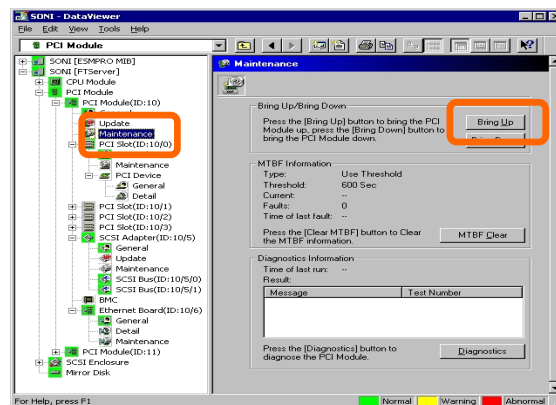 SONI - DataViewer
File Edit View Tools Help
PCI Module
SONI [ESMPRO MIB]
SONI [FTServer]
CPU Module
PCI Module
PCI Module(ID:10)
Update
Maintenance
PCI Slot(ID:10/0)
Maintenance
PCI Device
General
Detail
PCI Slot(ID:10/1)
PCI Slot(ID:10/2)
PCI Slot(ID:10/3)
SCSI Adapter(ID:10/5)
General
Update
Maintenance
SCSI Bus(ID:10/5/0)
SCSI Bus(ID:10/5/1)
BMC
Ethernet Board(ID:10/6)
General
Detail
Maintenance
PCI Module(ID:11)
SCSI Enclosure
Mirror Disk
Maintenance
Bring Up/Bring Down
Press the [Bring Up] button to bring the PCI
Module up, press the [Bring Down] button to
bring the PCI Module down.
Bring Up
MTBF Information
Type: Use Threshold
Threshold: 600 Sec
Current: --
Faults: 0
Time of last fault: --
Press the [Clear MTBF] button to Clear
the MTBF information.
MTBF Clear
Diagnostics Information
Time of last run: --
Result:
Message Test Number
Press the [Diagnostics] button to
diagnose the PCI Module.
Diagnostics
For Help, press F1
Normal Warning Abnormal